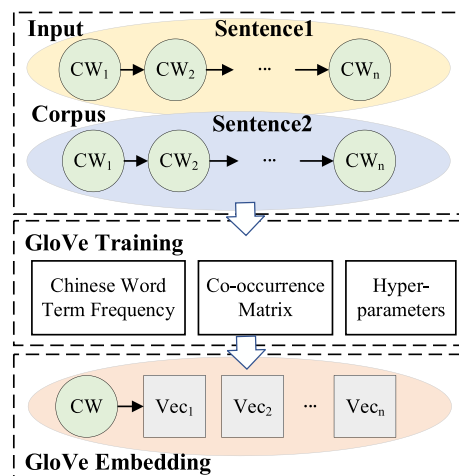 Input
Sentence1
CW1
CW2
...
CWn
Corpus
Sentence2
CW1
CW2
...
CWn
GloVe Training
Chinese Word
Term Frequency
Co-occurrence
Matrix
Hyper-
parameters
CW
Vec1
Vec2
...
Vecn
GloVe Embedding